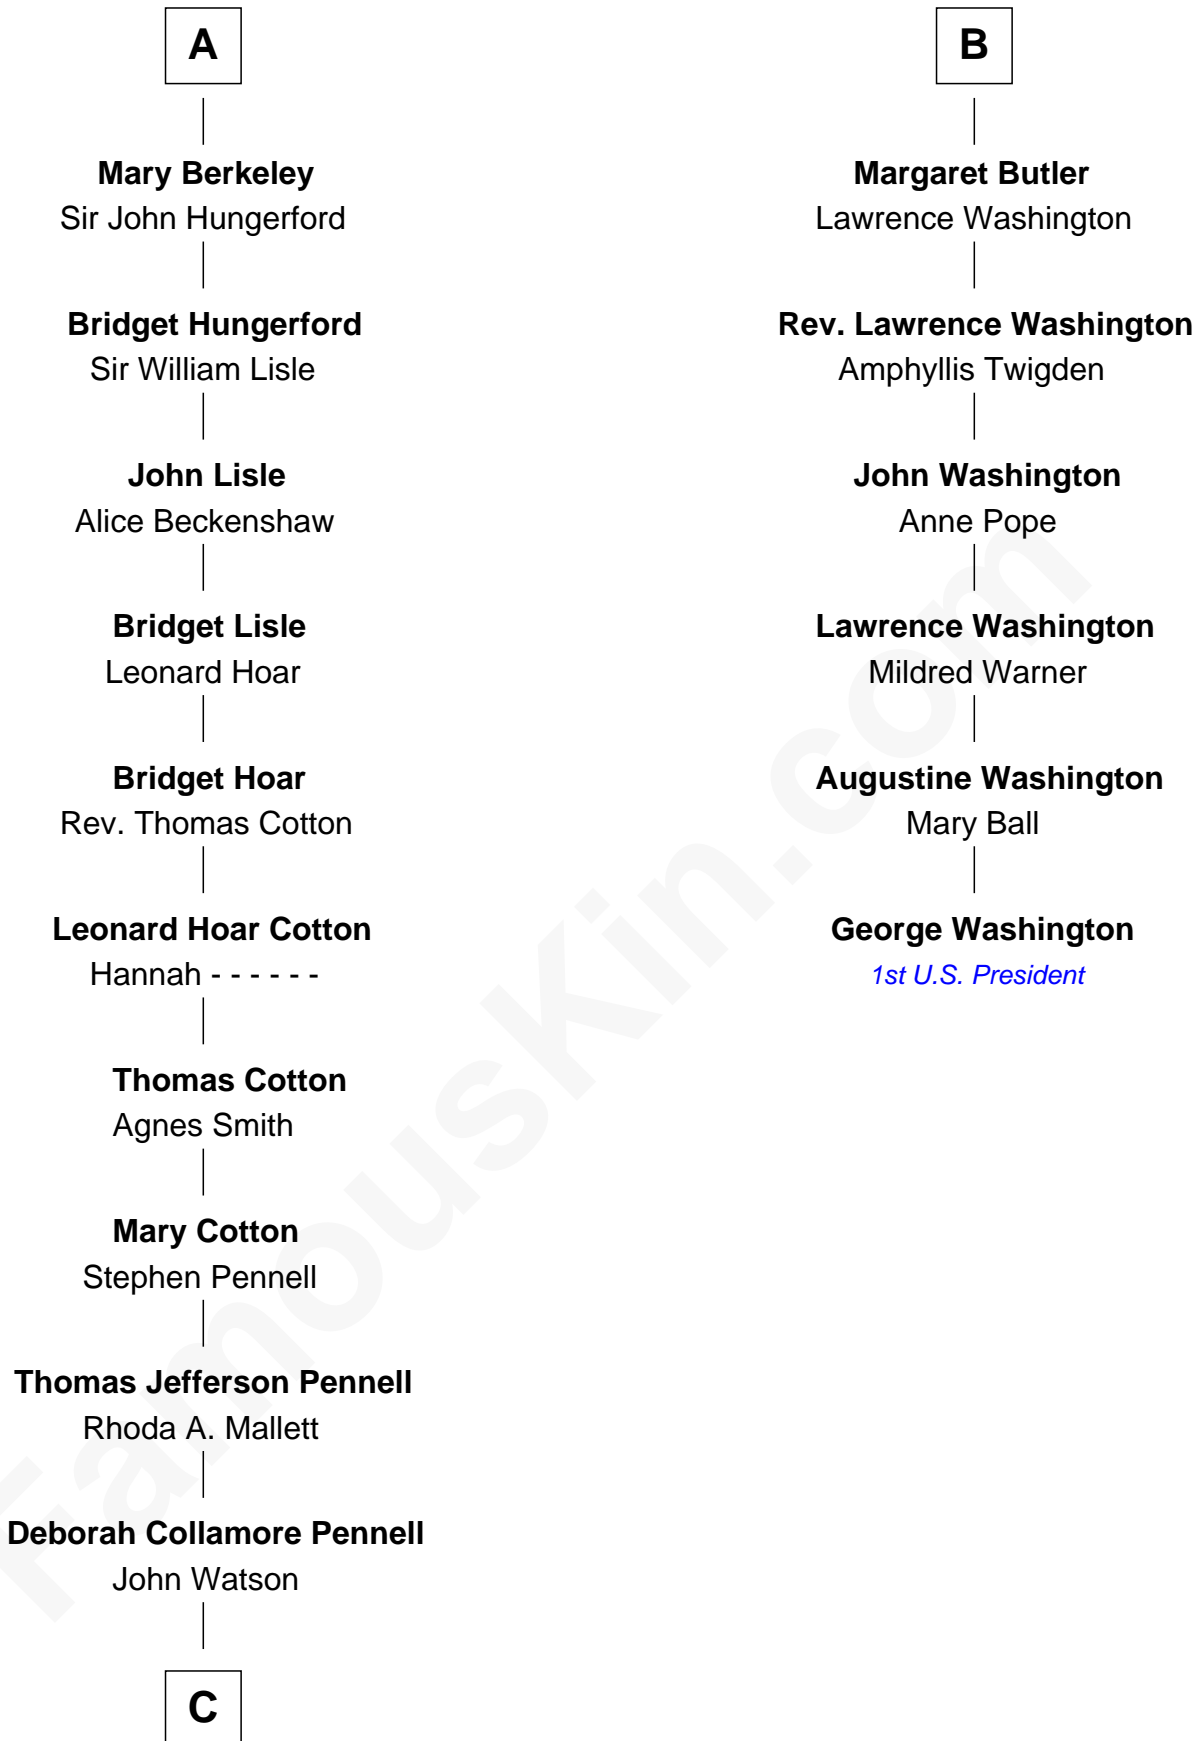 A
Mary Berkeley
Sir John Hungerford
Bridget Hungerford
Sir William Lisle
John Lisle
Alice Beckenshaw
Bridget Lisle
Leonard Hoar
Bridget Hoar
Rev. Thomas Cotton
Leonard Hoar Cotton
Hannah - - - - - -
Thomas Cotton
Agnes Smith
Mary Cotton
Stephen Pennell
Thomas Jefferson Pennell
Rhoda A. Mallett
Deborah Collamore Pennell
John Watson
C
B
Margaret Butler
Lawrence Washington
Rev. Lawrence Washington
Amphyllis Twigden
John Washington
Anne Pope
Lawrence Washington
Mildred Warner
Augustine Washington
Mary Ball
George Washington
1st U.S. President
FamousKin.com